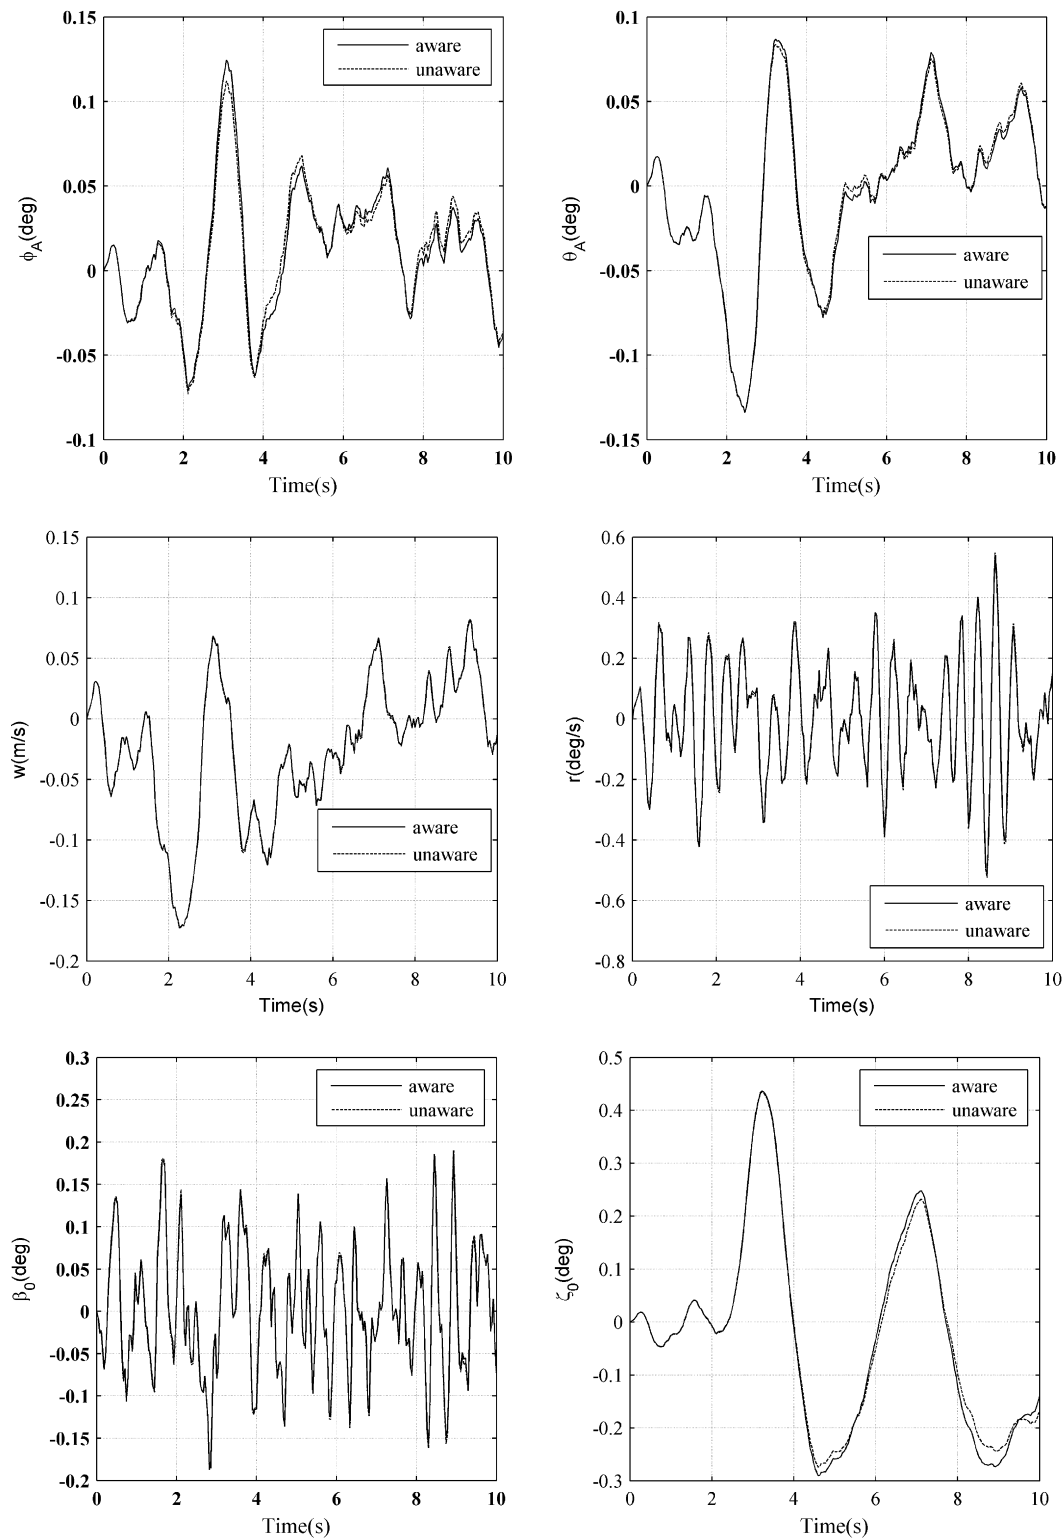 0.15
0.1
0.05
0
-0.05
-0.1
ϕA(deg)
0 2 4 6 8 10
Time(s)
aware
unaware
0.1
0.05
0
-0.05
-0.1
-0.15
θA(deg)
0 2 4 6 8 10
Time(s)
aware
unaware
0.15
0.1
0.05
0
-0.05
-0.1
-0.15
-0.2
w(m/s)
0 2 4 6 8 10
Time(s)
aware
unaware
0.6
0.4
0.2
0
-0.2
-0.4
-0.6
-0.8
r(deg/s)
0 2 4 6 8 10
Time(s)
aware
unaware
0.3
0.25
0.2
0.15
0.1
0.05
0
-0.05
-0.1
-0.15
-0.2
β0(deg)
0 2 4 6 8 10
Time(s)
aware
unaware
0.5
0.4
0.3
0.2
0.1
0
-0.1
-0.2
-0.3
ζ0(deg)
0 2 4 6 8 10
Time(s)
aware
unaware